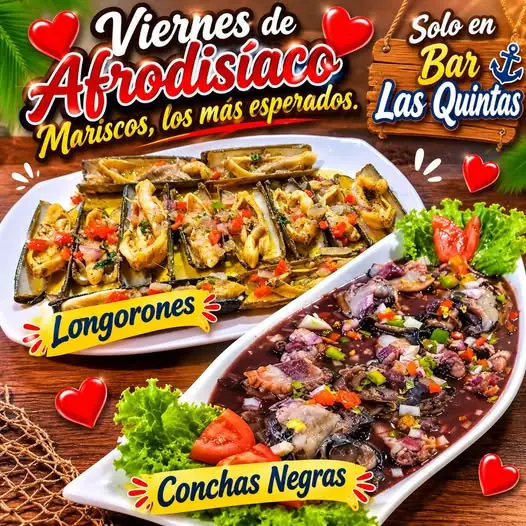 Viernes de
Afrodisíaco
Mariscos, los más esperados.
Solo en
Bar
Las Quintas
Longorones
Conchas Negras